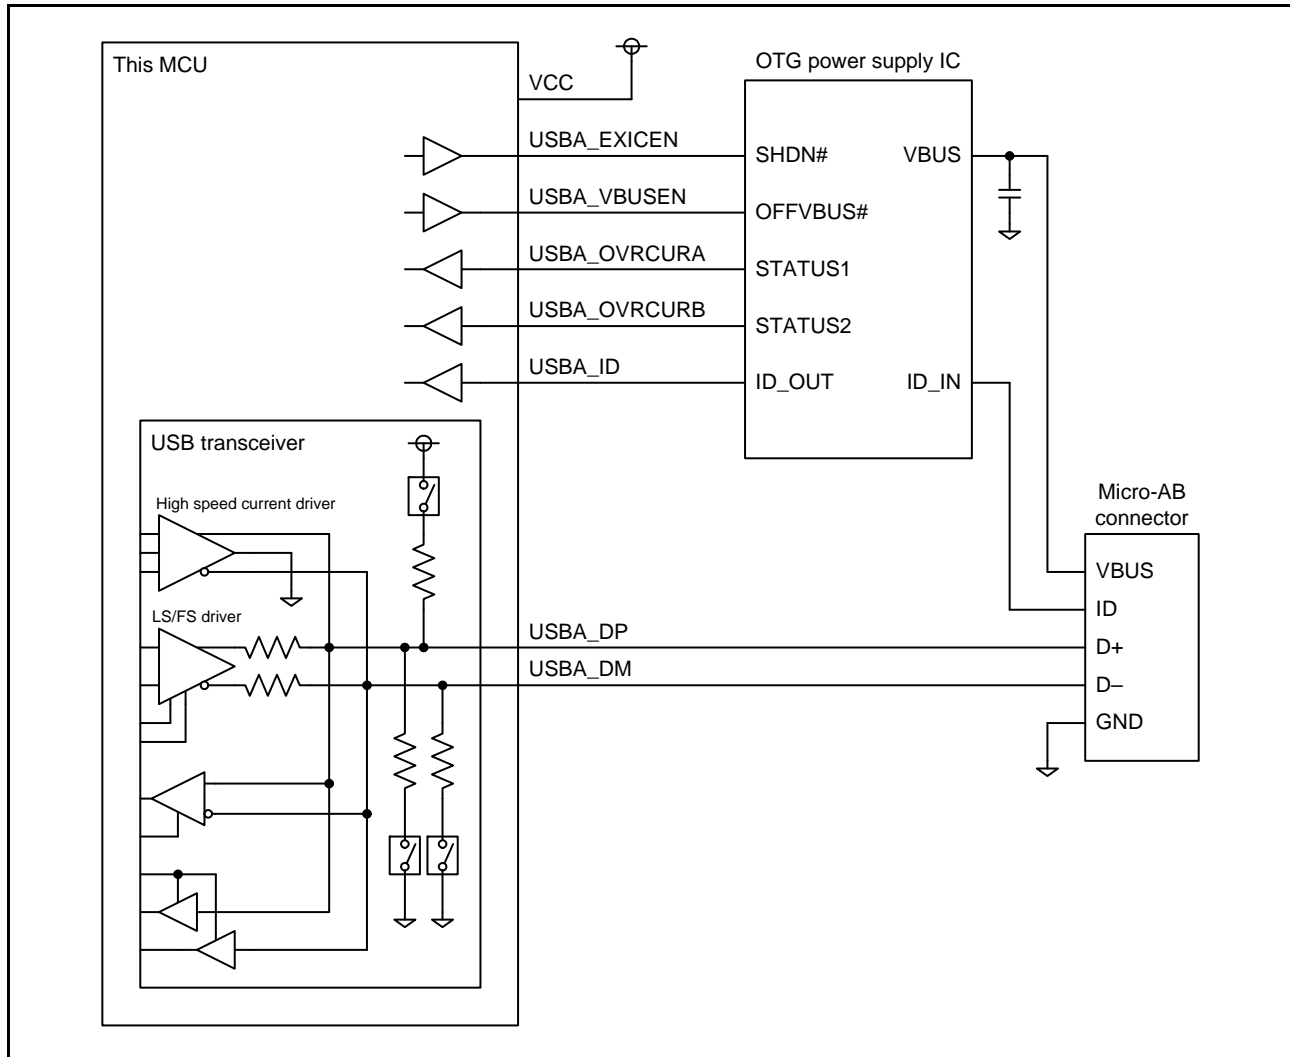 This MCU
VCC
OTG power supply IC
USBA_EXICEN
SHDN#
VBUS
USBA_VBUSEN
OFFVBUS#
USBA_OVRCURA
STATUS1
USBA_OVRCURB
STATUS2
USBA_ID
ID_OUT
ID_IN
USB transceiver
High speed current driver
LS/FS driver
USBA_DP
USBA_DM
Micro-AB
connector
VBUS
ID
D+
D–
GND